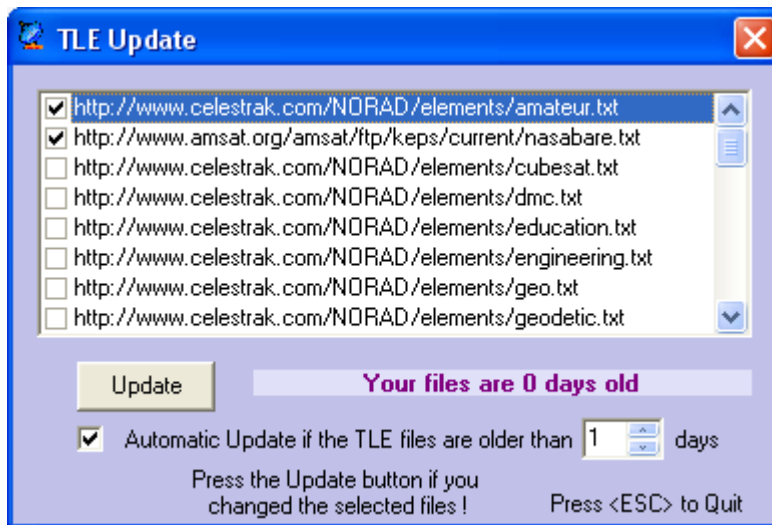 TLE Update
http://www.celestrak.com/NORAD/elements/amateur.txt
http://www.amsat.org/amsat/ftp/keps/current/nasabare.txt
http://www.celestrak.com/NORAD/elements/cubesat.txt
http://www.celestrak.com/NORAD/elements/dmc.txt
http://www.celestrak.com/NORAD/elements/education.txt
http://www.celestrak.com/NORAD/elements/engineering.txt
http://www.celestrak.com/NORAD/elements/geo.txt
http://www.celestrak.com/NORAD/elements/geodetic.txt
Update
Your files are 0 days old
Automatic Update if the TLE files are older than 1 days
Press the Update button if you
changed the selected files !
Press <ESC> to Quit